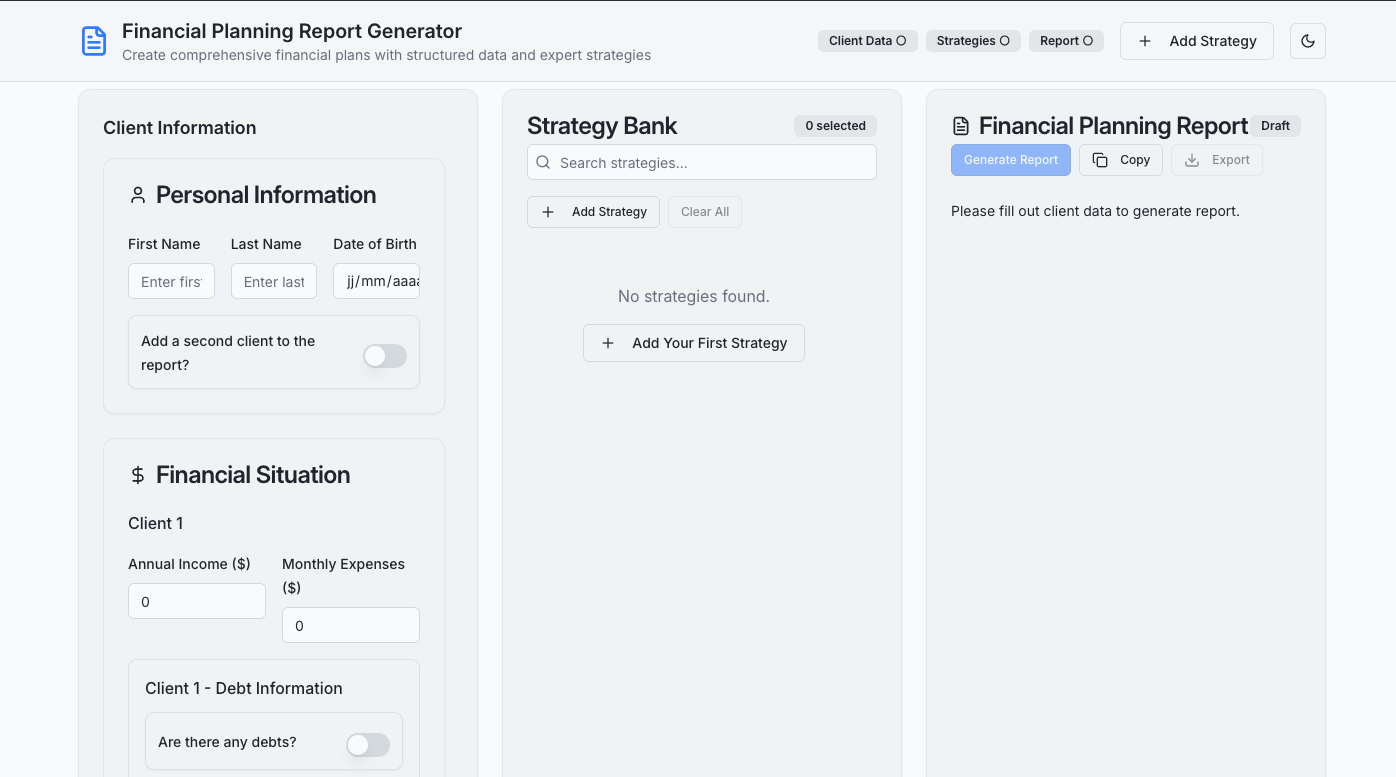 Financial Planning Report Generator
Create comprehensive financial plans with structured data and expert strategies
Client Data
Strategies
Report
Add Strategy
Client Information
Personal Information
First Name
Last Name
Date of Birth
Enter firs
Enter last
jj/mm/aaaa
Add a second client to the
report?
Financial Situation
Client 1
Annual Income ($)
Monthly Expenses
($)
0
0
Client 1 - Debt Information
Are there any debts?
Strategy Bank
0 selected
Search strategies...
Add Strategy
Clear All
No strategies found.
Add Your First Strategy
Financial Planning Report
Draft
Generate Report
Copy
Export
Please fill out client data to generate report.